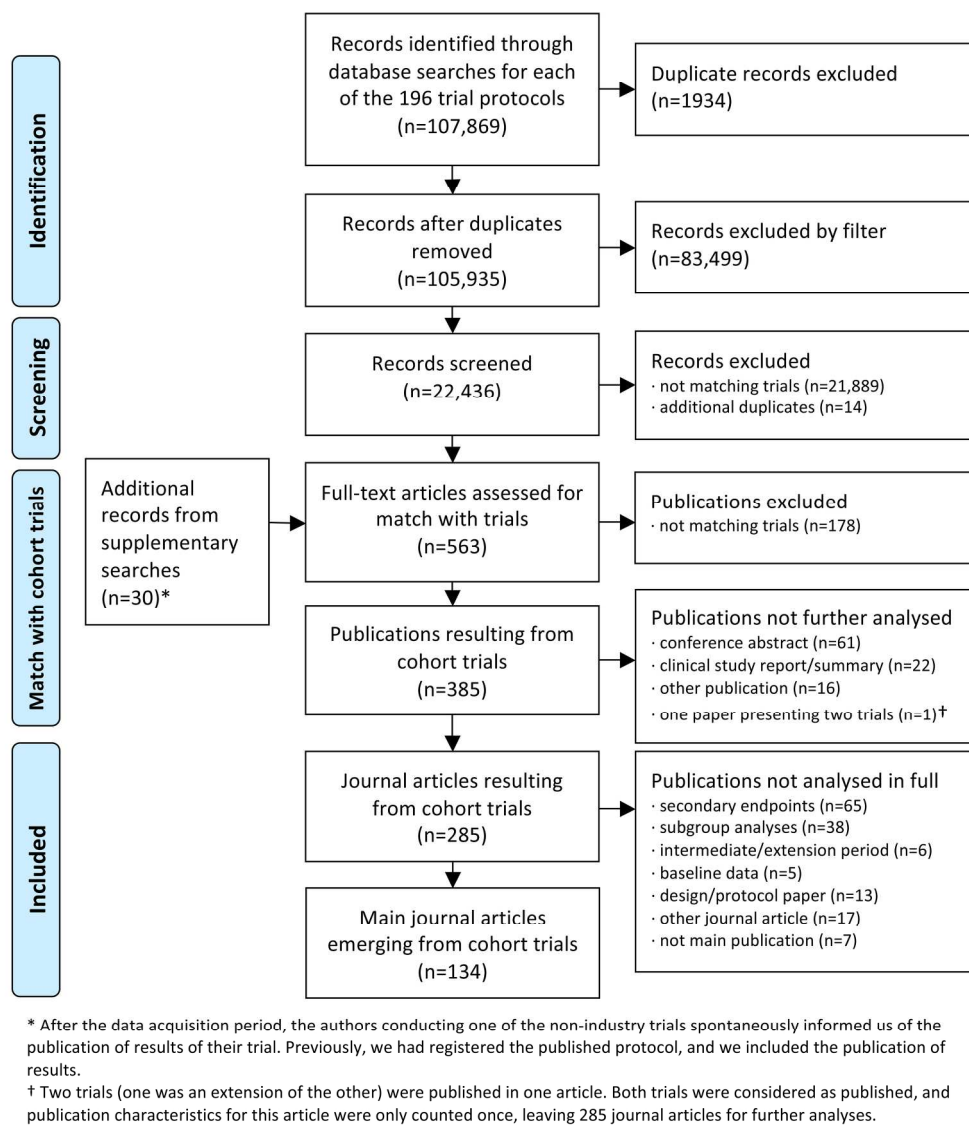 Identification
Records identified through
database searches for each
of the 196 trial protocols
(n=107,869)
Duplicate records excluded
(n=1934)
Records after duplicates
removed
(n=105,935)
Records excluded by filter
(n=83,499)
Screening
Records screened
(n=22,436)
Records excluded
· not matching trials (n=21,889)
· additional duplicates (n=14)
Match with cohort trials
Additional
records from
supplementary
searches
(n=30)*
Full-text articles assessed for
match with trials
(n=563)
Publications excluded
· not matching trials (n=178)
Publications resulting from
cohort trials
(n=385)
Publications not further analysed
· conference abstract (n=61)
· clinical study report/summary (n=22)
· other publication (n=16)
· one paper presenting two trials (n=1)†
Included
Journal articles resulting
from cohort trials
(n=285)
Publications not analysed in full
· secondary endpoints (n=65)
· subgroup analyses (n=38)
· intermediate/extension period (n=6)
· baseline data (n=5)
· design/protocol paper (n=13)
· other journal article (n=17)
· not main publication (n=7)
Main journal articles
emerging from cohort trials
(n=134)
* After the data acquisition period, the authors conducting one of the non-industry trials spontaneously informed us of the
publication of results of their trial. Previously, we had registered the published protocol, and we included the publication of
results.
† Two trials (one was an extension of the other) were published in one article. Both trials were considered as published, and
publication characteristics for this article were only counted once, leaving 285 journal articles for further analyses.